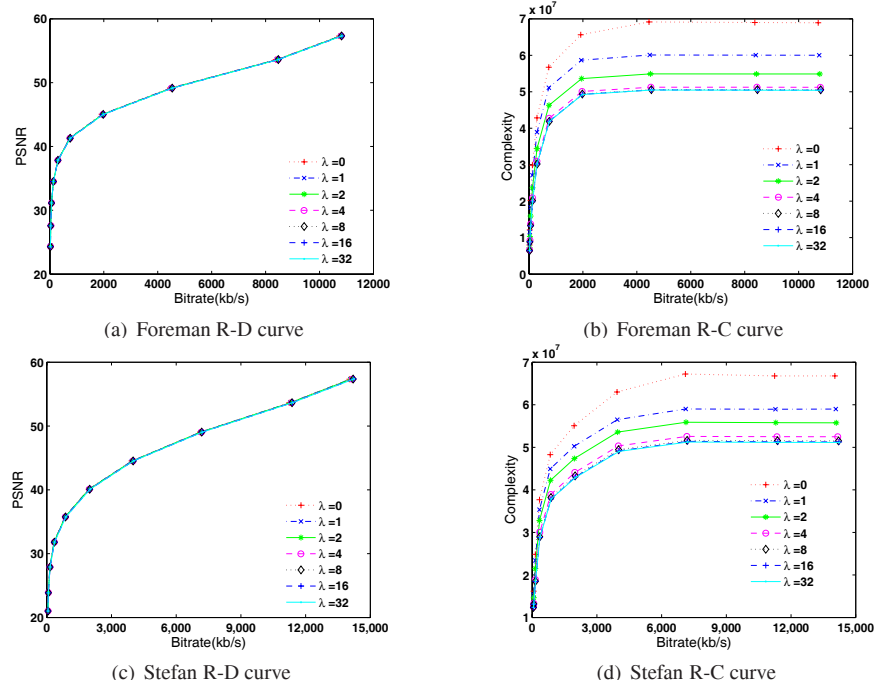 60
50
40
30
20
PSNR
0 2000 4000 6000 8000 10000 12000
Bitrate(kb/s)
λ =0
λ =1
λ =2
λ =4
λ =8
λ =16
λ =32
(a) Foreman R-D curve
x 10^7
7
6
5
4
3
2
1
0
Complexity
0 2000 4000 6000 8000 10000 12000
Bitrate(kb/s)
λ =0
λ =1
λ =2
λ =4
λ =8
λ =16
λ =32
(b) Foreman R-C curve
60
50
40
30
20
PSNR
0 3,000 6,000 9,000 12,000 15,000
Bitrate(kb/s)
λ =0
λ =1
λ =2
λ =4
λ =8
λ =16
λ =32
(c) Stefan R-D curve
x 10^7
7
6
5
4
3
2
1
Complexity
0 3,000 6,000 9,000 12,000 15,000
Bitrate(kb/s)
λ =0
λ =1
λ =2
λ =4
λ =8
λ =16
λ =32
(d) Stefan R-C curve